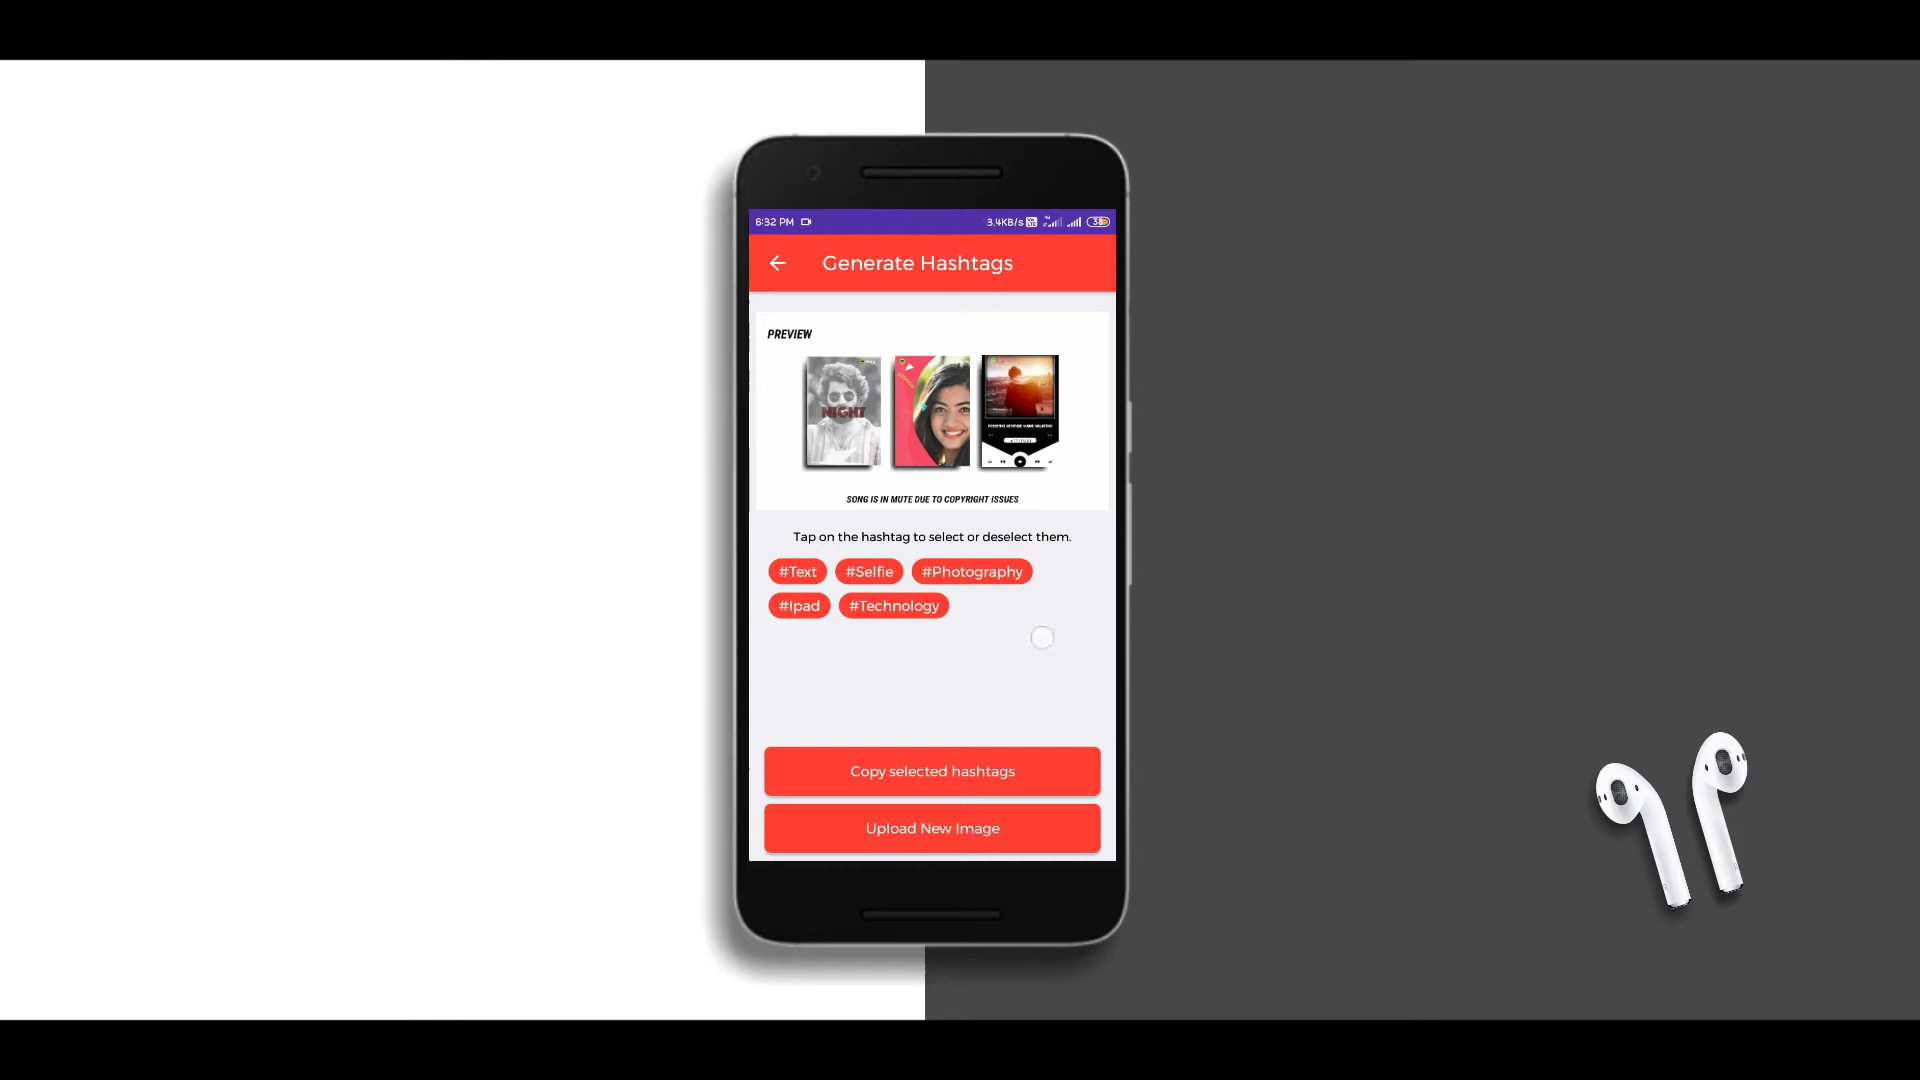 6:32 PM
3.4KB/s
38
Generate Hashtags
PREVIEW
NIGHT
SONG IS IN MUTE DUE TO COPYRIGHT ISSUES
Tap on the hashtag to select or deselect them.
#Text #Selfie #Photography
#Ipad #Technology
Copy selected hashtags
Upload New Image